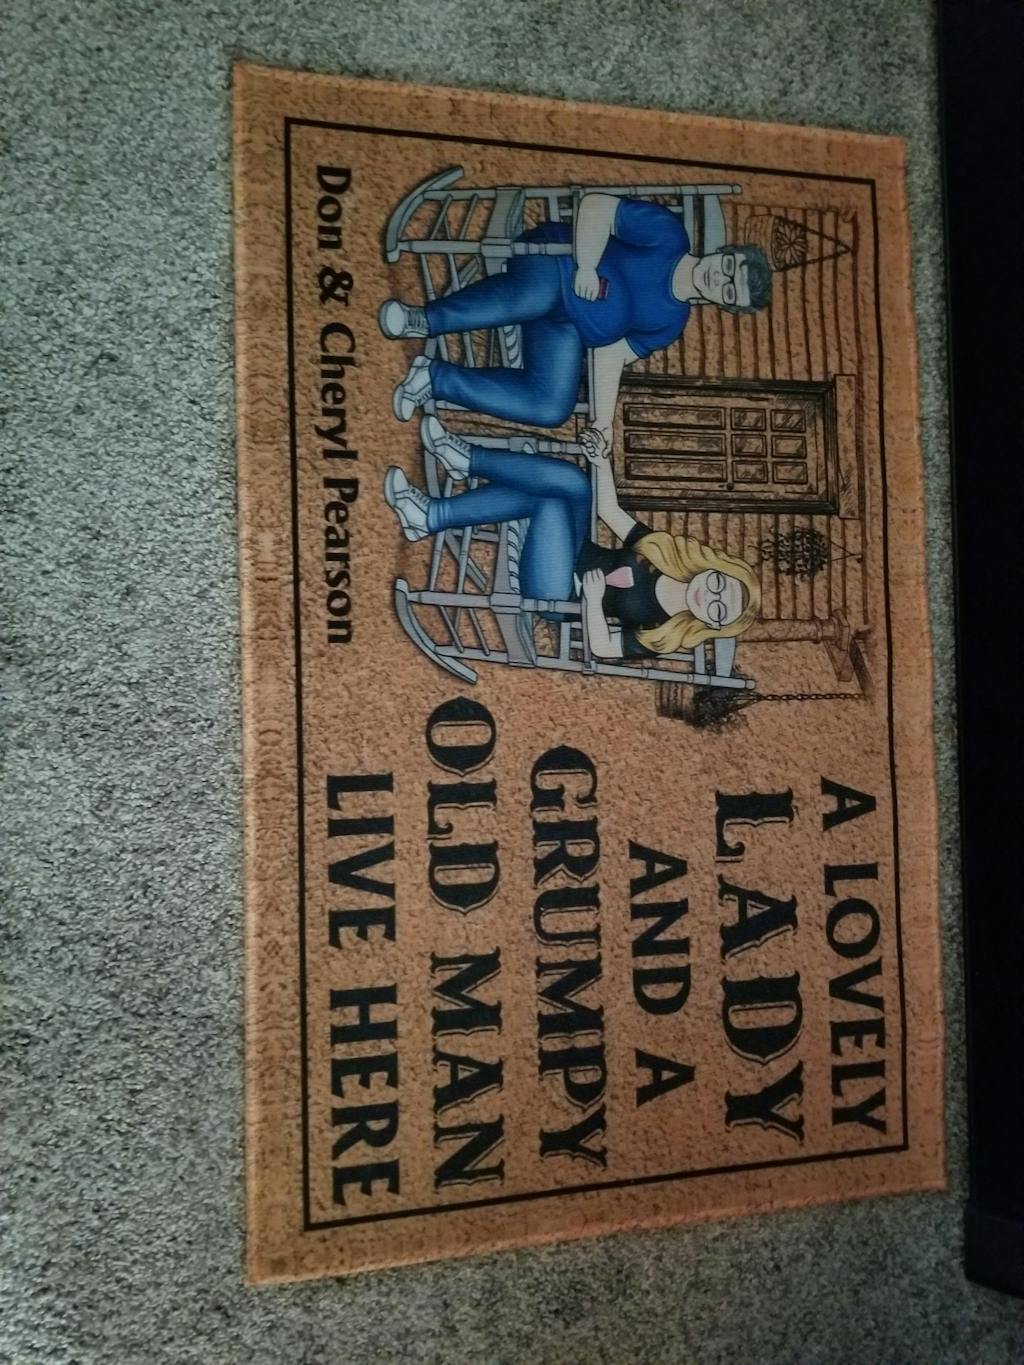 A LOVELY
LADY
AND A
GRUMPY
OLD MAN
LIVE HERE
Don & Cheryl Pearson